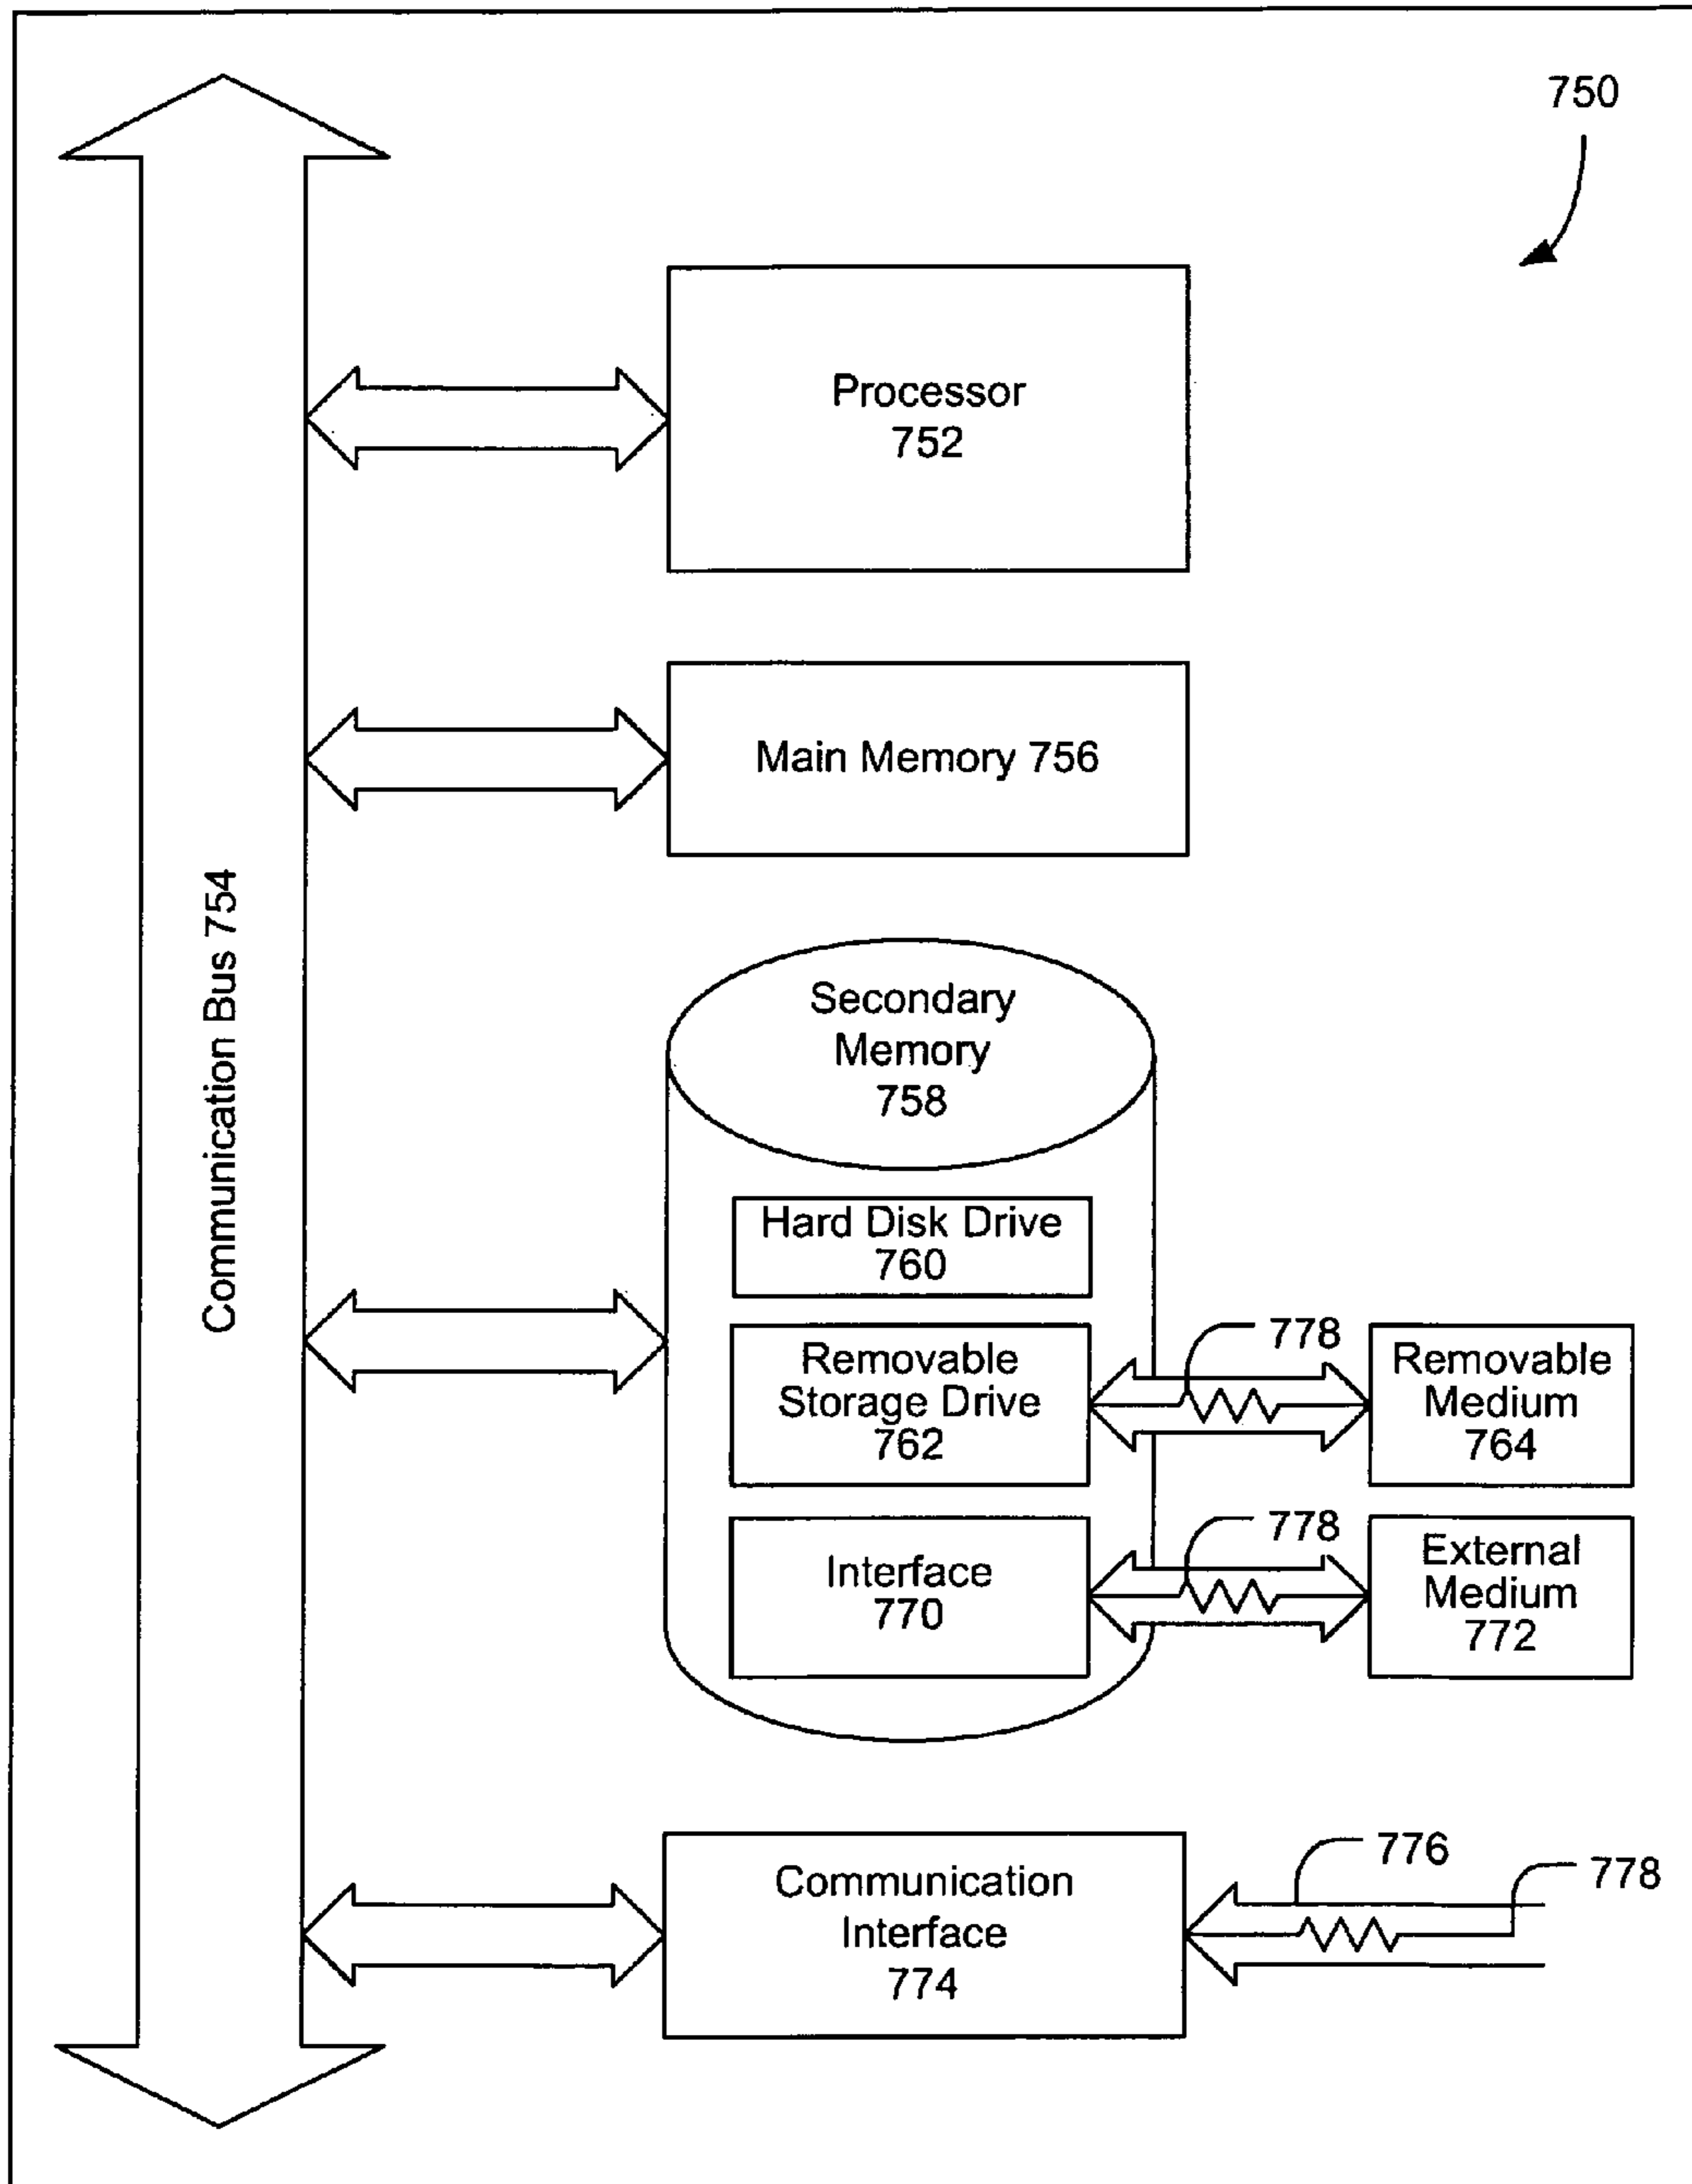 750
Processor
752
Main Memory 756
Communication Bus 754
Secondary
Memory
758
Hard Disk Drive
760
Removable
Storage Drive
762
778
Removable
Medium
764
Interface
770
778
External
Medium
772
Communication
Interface
774
776
778